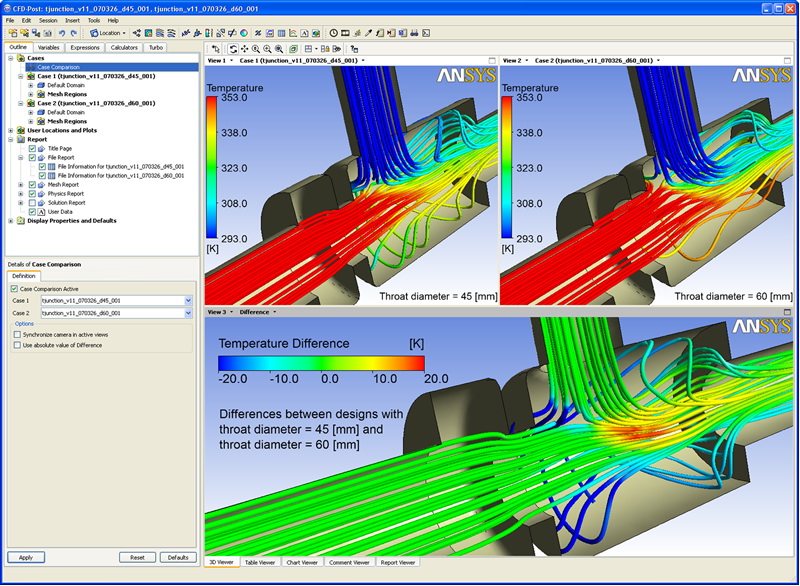 CFD-Post: tjunction_v11_070326_d45_001, tjunction_v11_070326_d60_001
File Edit Session Insert Tools Help
Location
Outline Variables Expressions Calculators Turbo
Cases
Case Comparison
Case 1 (tjunction_v11_070326_d45_001)
Default Domain
Mesh Regions
Case 2 (tjunction_v11_070326_d60_001)
Default Domain
Mesh Regions
User Locations and Plots
Report
Title Page
File Report
File Information for tjunction_v11_070326_d45_001
File Information for tjunction_v11_070326_d60_001
Mesh Report
Physics Report
Solution Report
User Data
Display Properties and Defaults
Details of Case Comparison
Definition
Case Comparison Active
Case 1 tjunction_v11_070326_d45_001
Case 2 tjunction_v11_070326_d60_001
Options
Synchronize camera in active views
Use absolute value of Difference
Apply Reset Defaults
View 1 Case 1 (tjunction_v11_070326_d45_001)
ANSYS
Temperature
353.0
338.0
323.0
308.0
293.0
[K]
Throat diameter = 45 [mm]
View 2 Case 2 (tjunction_v11_070326_d60_001)
ANSYS
Temperature
353.0
338.0
323.0
308.0
293.0
[K]
Throat diameter = 60 [mm]
View 3 Difference
ANSYS
Temperature Difference [K]
-20.0 -10.0 0.0 10.0 20.0
Differences between designs with
throat diameter = 45 [mm] and
throat diameter = 60 [mm]
3D Viewer Table Viewer Chart Viewer Comment Viewer Report Viewer